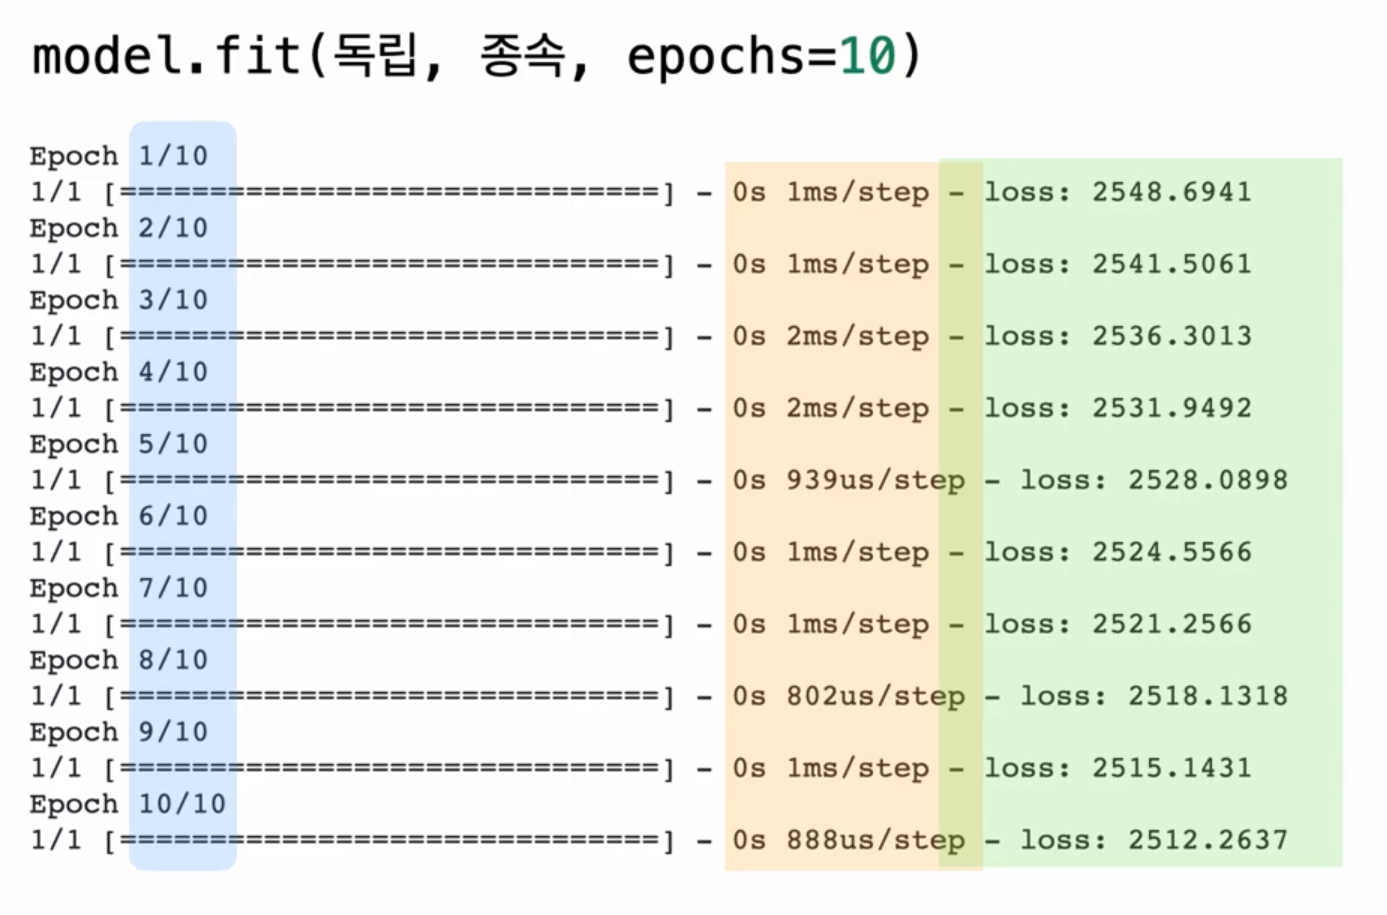 model.fit(독립, 종속, epochs=10)
Epoch 1/10
1/1 [==============================] - 0s 1ms/step - loss: 2548.6941
Epoch 2/10
1/1 [==============================] - 0s 1ms/step - loss: 2541.5061
Epoch 3/10
1/1 [==============================] - 0s 2ms/step - loss: 2536.3013
Epoch 4/10
1/1 [==============================] - 0s 2ms/step - loss: 2531.9492
Epoch 5/10
1/1 [==============================] - 0s 939us/step - loss: 2528.0898
Epoch 6/10
1/1 [==============================] - 0s 1ms/step - loss: 2524.5566
Epoch 7/10
1/1 [==============================] - 0s 1ms/step - loss: 2521.2566
Epoch 8/10
1/1 [==============================] - 0s 802us/step - loss: 2518.1318
Epoch 9/10
1/1 [==============================] - 0s 1ms/step - loss: 2515.1431
Epoch 10/10
1/1 [==============================] - 0s 888us/step - loss: 2512.2637